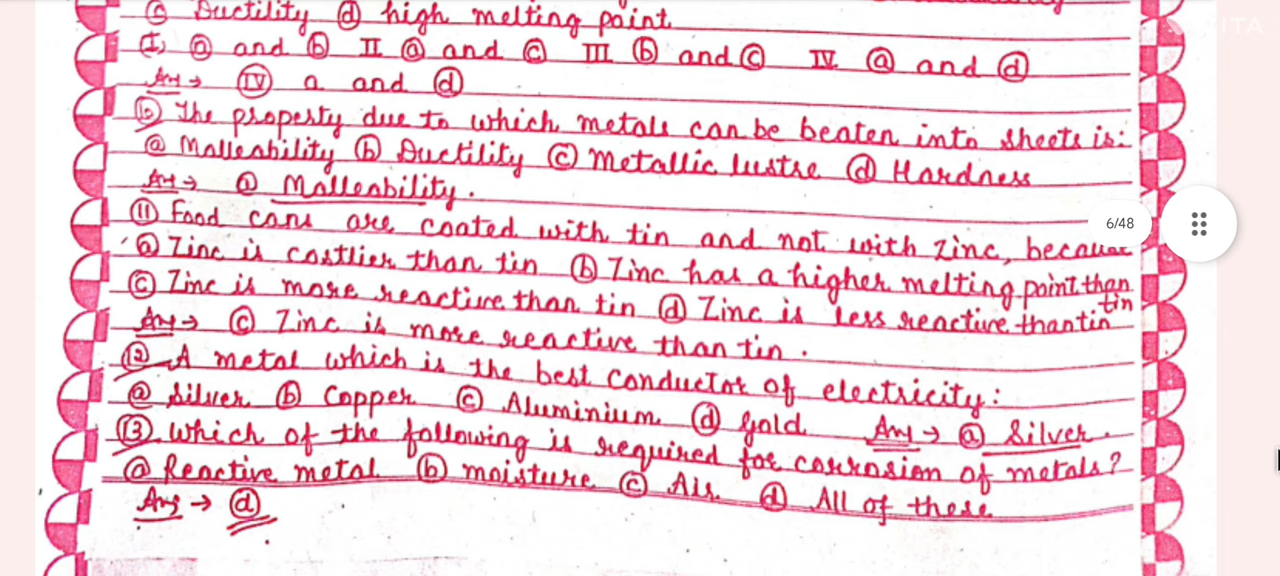 ⓒ Ductility ⓓ high melting point
(I) ⓐ and ⓑ II ⓐ and ⓒ III ⓑ and ⓒ IV ⓐ and ⓓ
Ans → (IV) a and ⓓ
⑩ The property due to which metals can be beaten into sheets is:
ⓐ Malleability ⓑ Ductility ⓒ Metallic lustre ⓓ Hardness
Ans → ⓐ Malleability.
⑪ Food cans are coated with tin and not with Zinc, because
ⓐ Zinc is costlier than tin ⓑ Zinc has a higher melting point than tin
ⓒ Zinc is more reactive than tin ⓓ Zinc is less reactive than tin
Ans → ⓒ Zinc is more reactive than tin.
⑫ A metal which is the best conductor of electricity:
ⓐ Silver ⓑ Copper ⓒ Aluminium ⓓ Gold Ans → ⓐ Silver.
⑬ Which of the following is required for corrosion of metals?
ⓐ Reactive metal ⓑ moisture ⓒ Air ⓓ All of these
Ans → ⓓ
6/48